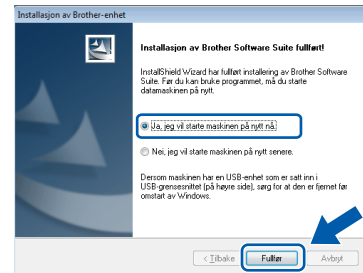 Installasjon av Brother-enhet
Installasjon av Brother Software Suite fullført!
InstallShield Wizard har fullført installering av Brother Software
Suite. Før du kan bruke programmet, må du starte
datamaskinen på nytt.
Ja, jeg vil starte maskinen på nytt nå.
Nei, jeg vil starte maskinen på nytt senere.
Dersom maskinen har en USB-enhet som er satt inn i
USB-grensesnittet (på høyre side), sørg for at den er fjernet før
omstart av Windows.
< Tilbake Fullfør Avbryt